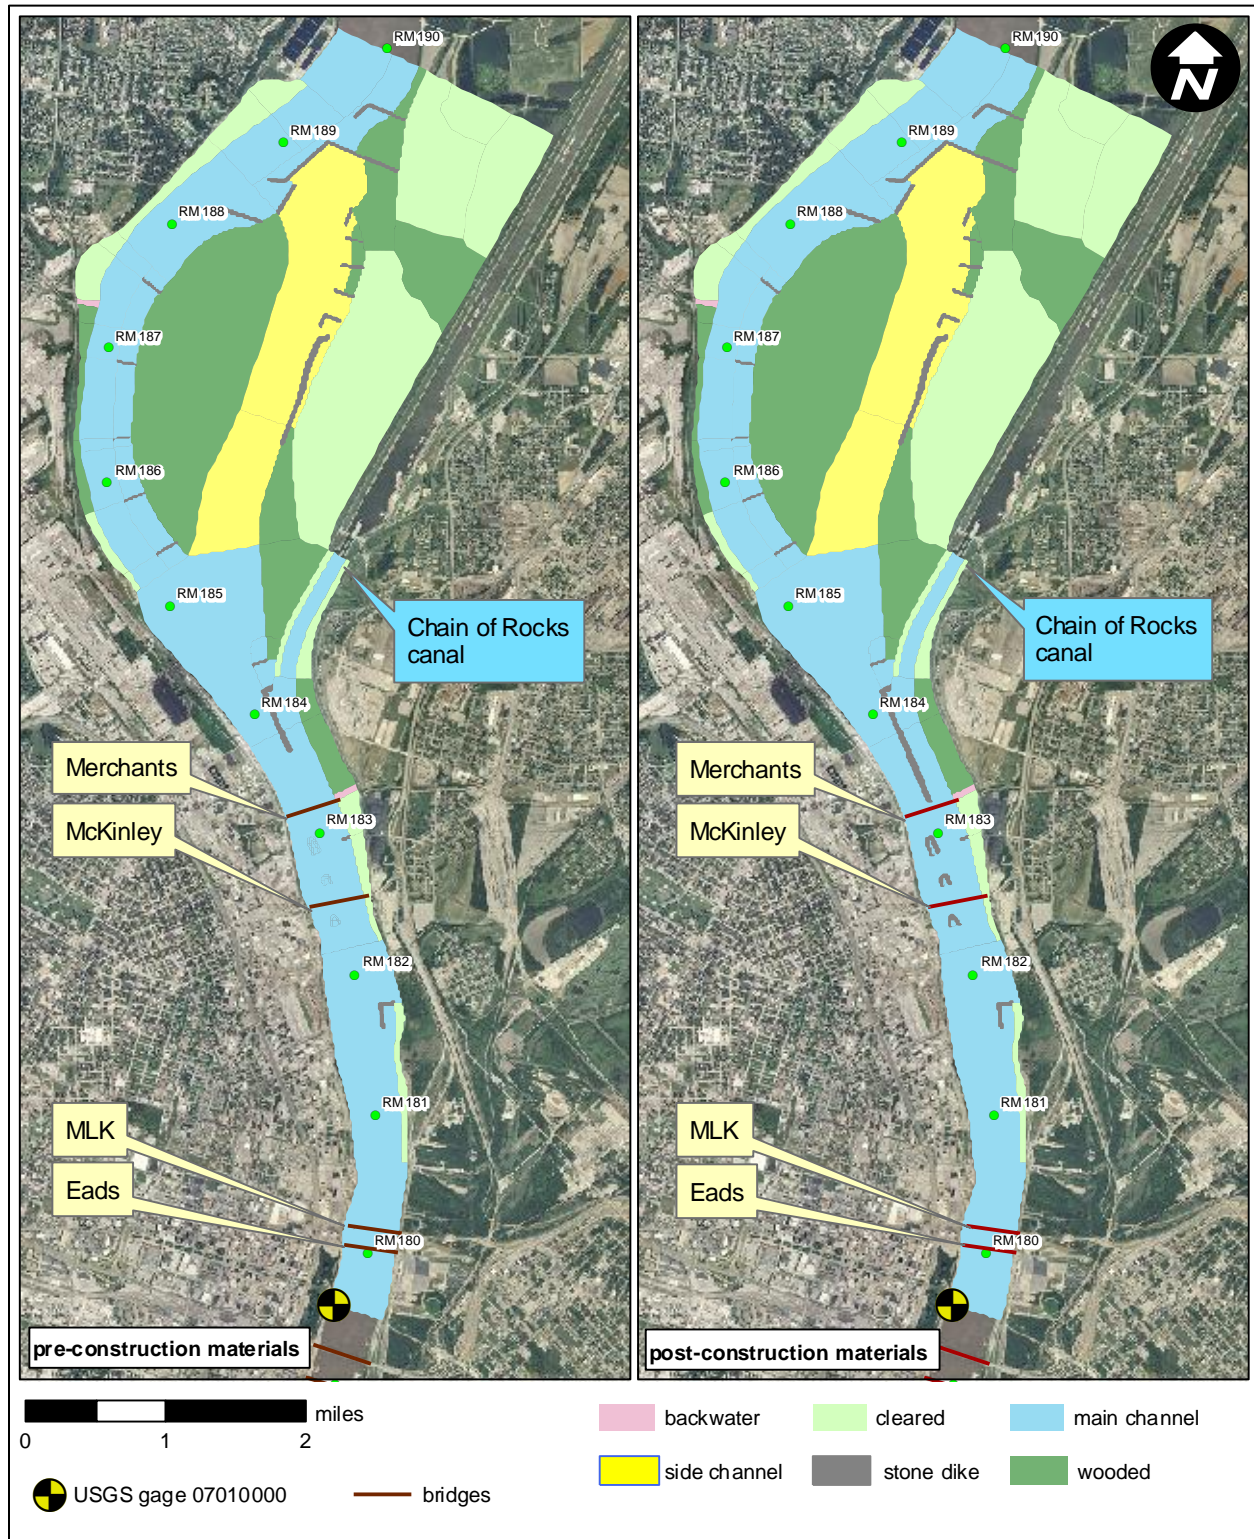 RM 190
RM 189
RM 188
RM 187
RM 186
RM 185
Chain of Rocks
canal
RM 184
Merchants
McKinley
RM 183
RM 182
RM 181
MLK
Eads
RM 180
pre-construction materials
N
RM 190
RM 189
RM 188
RM 187
RM 186
RM 185
Chain of Rocks
canal
RM 184
Merchants
McKinley
RM 183
RM 182
RM 181
MLK
Eads
RM 180
post-construction materials
miles
0 1 2
USGS gage 07010000
bridges
backwater
cleared
main channel
side channel
stone dike
wooded